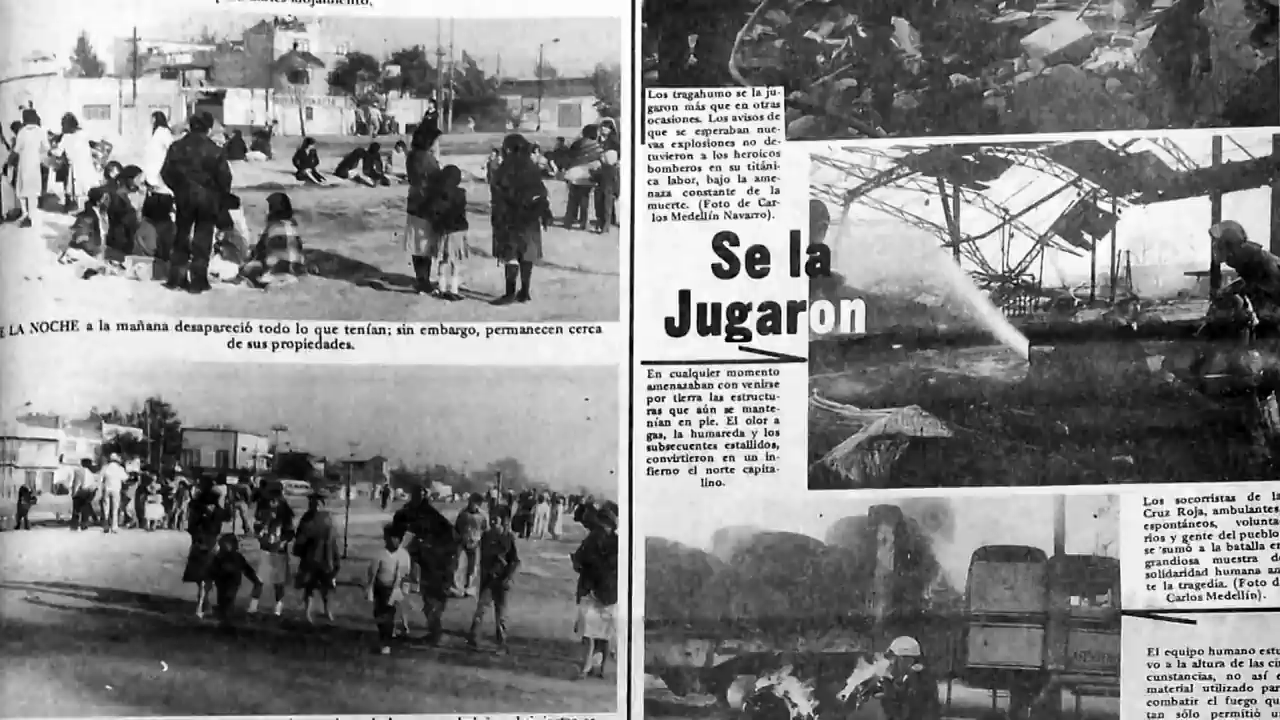 DE LA NOCHE a la mañana desapareció todo lo que tenían; sin embargo, permanecen cerca
de sus propiedades.
Los tragahumo se la ju-
garon más que en otras
ocasiones. Los avisos de
que se esperaban nue-
vas explosiones no de-
tuvieron a los heroicos
bomberos en su titáni-
ca labor, bajo la ame-
naza constante de la
muerte. (Foto de Car-
los Medellín Navarro).
Se la
Jugaron
En cualquier momento
amenazaban con venirse
por tierra las estructu-
ras que aún se mante-
nían en pie. El olor a
gas, la humareda y los
subsecuentes estallidos,
convirtieron en un in-
fierno el norte capita-
lino.
Los socorristas de la
Cruz Roja, ambulantes,
espontáneos, volunta-
rios y gente del pueblo
se sumó a la batalla en
grandiosa muestra de
solidaridad humana an-
te la tragedia. (Foto de
Carlos Medellín).
El equipo humano estu-
vo a la altura de las cir-
cunstancias, no así el
material utilizado para
combatir el fuego que
tan sólo permitió